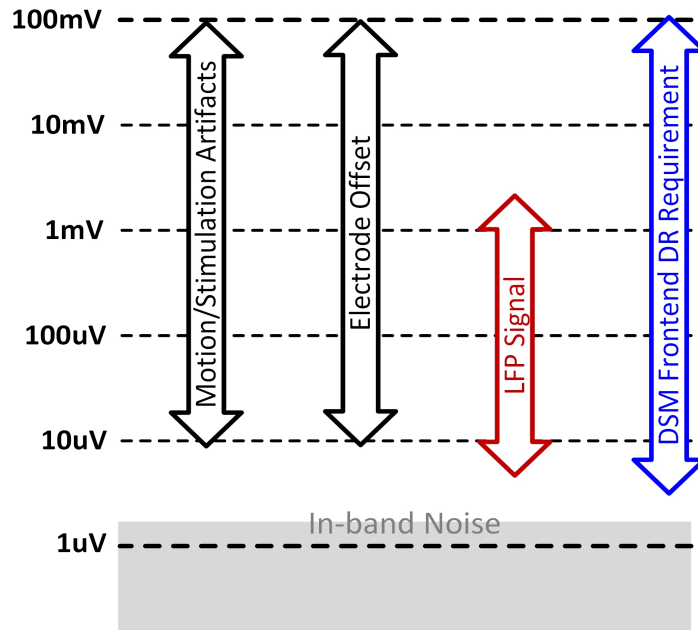 100mV
10mV
1mV
100uV
10uV
1uV
Motion/Stimulation Artifacts
Electrode Offset
LFP Signal
DSM Frontend DR Requirement
In-band Noise